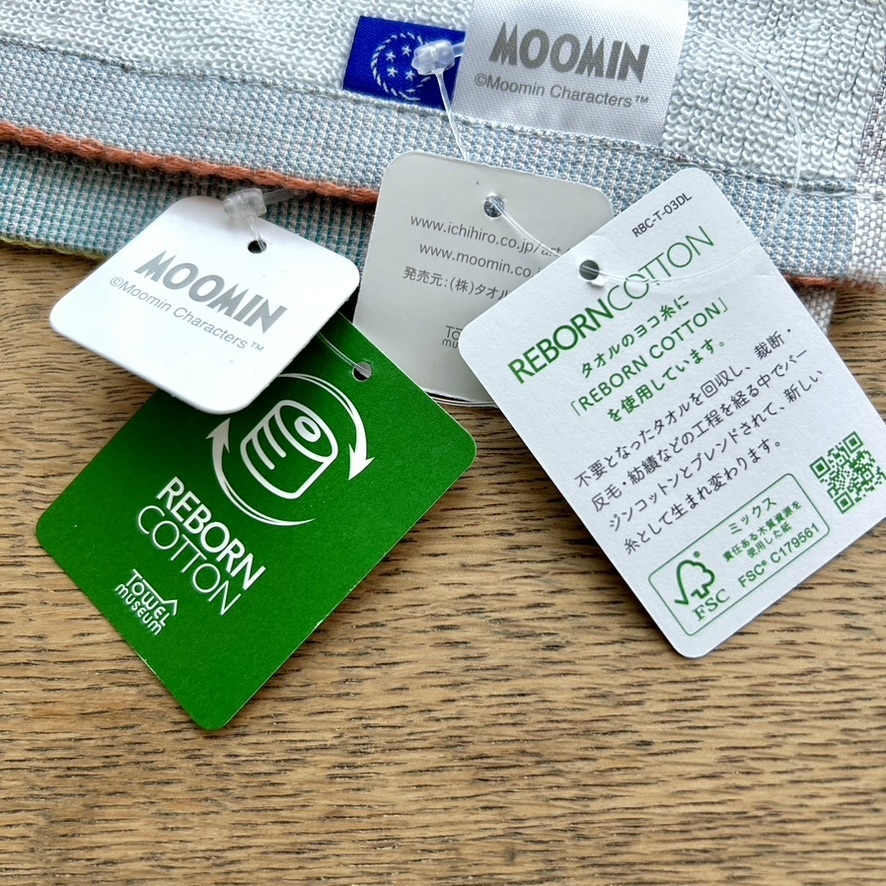 MOOMIN
©Moomin Characters™
www.ichihiro.co.jp/
www.moomin.co
発売元:(株)タオル
MOOMIN
©Moomin Characters™
REBORN
COTTON
TOWEL
museum
RBC-T-03DL
REBORNCOTTON
タオルのヨコ糸に
「REBORN COTTON」
を使用しています。
不要となったタオルを回収し、裁断・
反毛・紡績などの工程を経る中でバー
ジンコットンとブレンドされて、新しい
糸として生まれ変わります。
FSC
ミックス
責任ある木質資源を
使用した紙
FSC® C179561